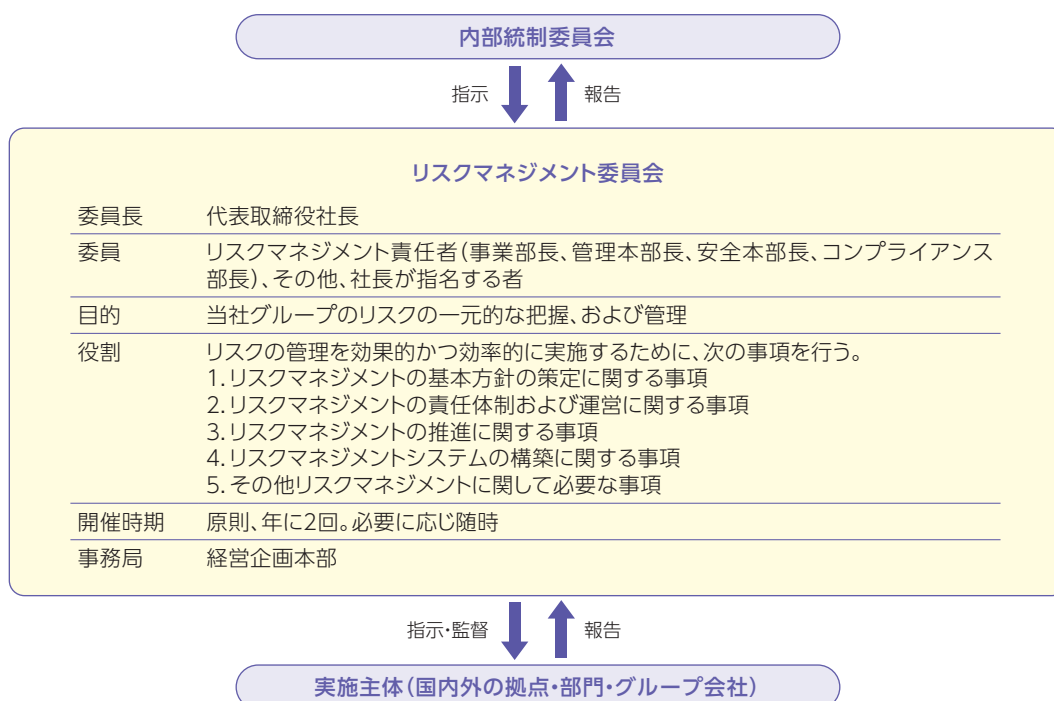 内部統制委員会
指示
報告
リスクマネジメント委員会
委員長 代表取締役社長
委員 リスクマネジメント責任者(事業部長、管理本部長、安全本部長、コンプライアンス
部長)、その他、社長が指名する者
目的 当社グループのリスクの一元的な把握、および管理
役割 リスクの管理を効果的かつ効率的に実施するために、次の事項を行う。
1.リスクマネジメントの基本方針の策定に関する事項
2.リスクマネジメントの責任体制および運営に関する事項
3.リスクマネジメントの推進に関する事項
4.リスクマネジメントシステムの構築に関する事項
5.その他リスクマネジメントに関して必要な事項
開催時期 原則、年に2回。必要に応じ随時
事務局 経営企画本部
指示・監督
報告
実施主体(国内外の拠点・部門・グループ会社)